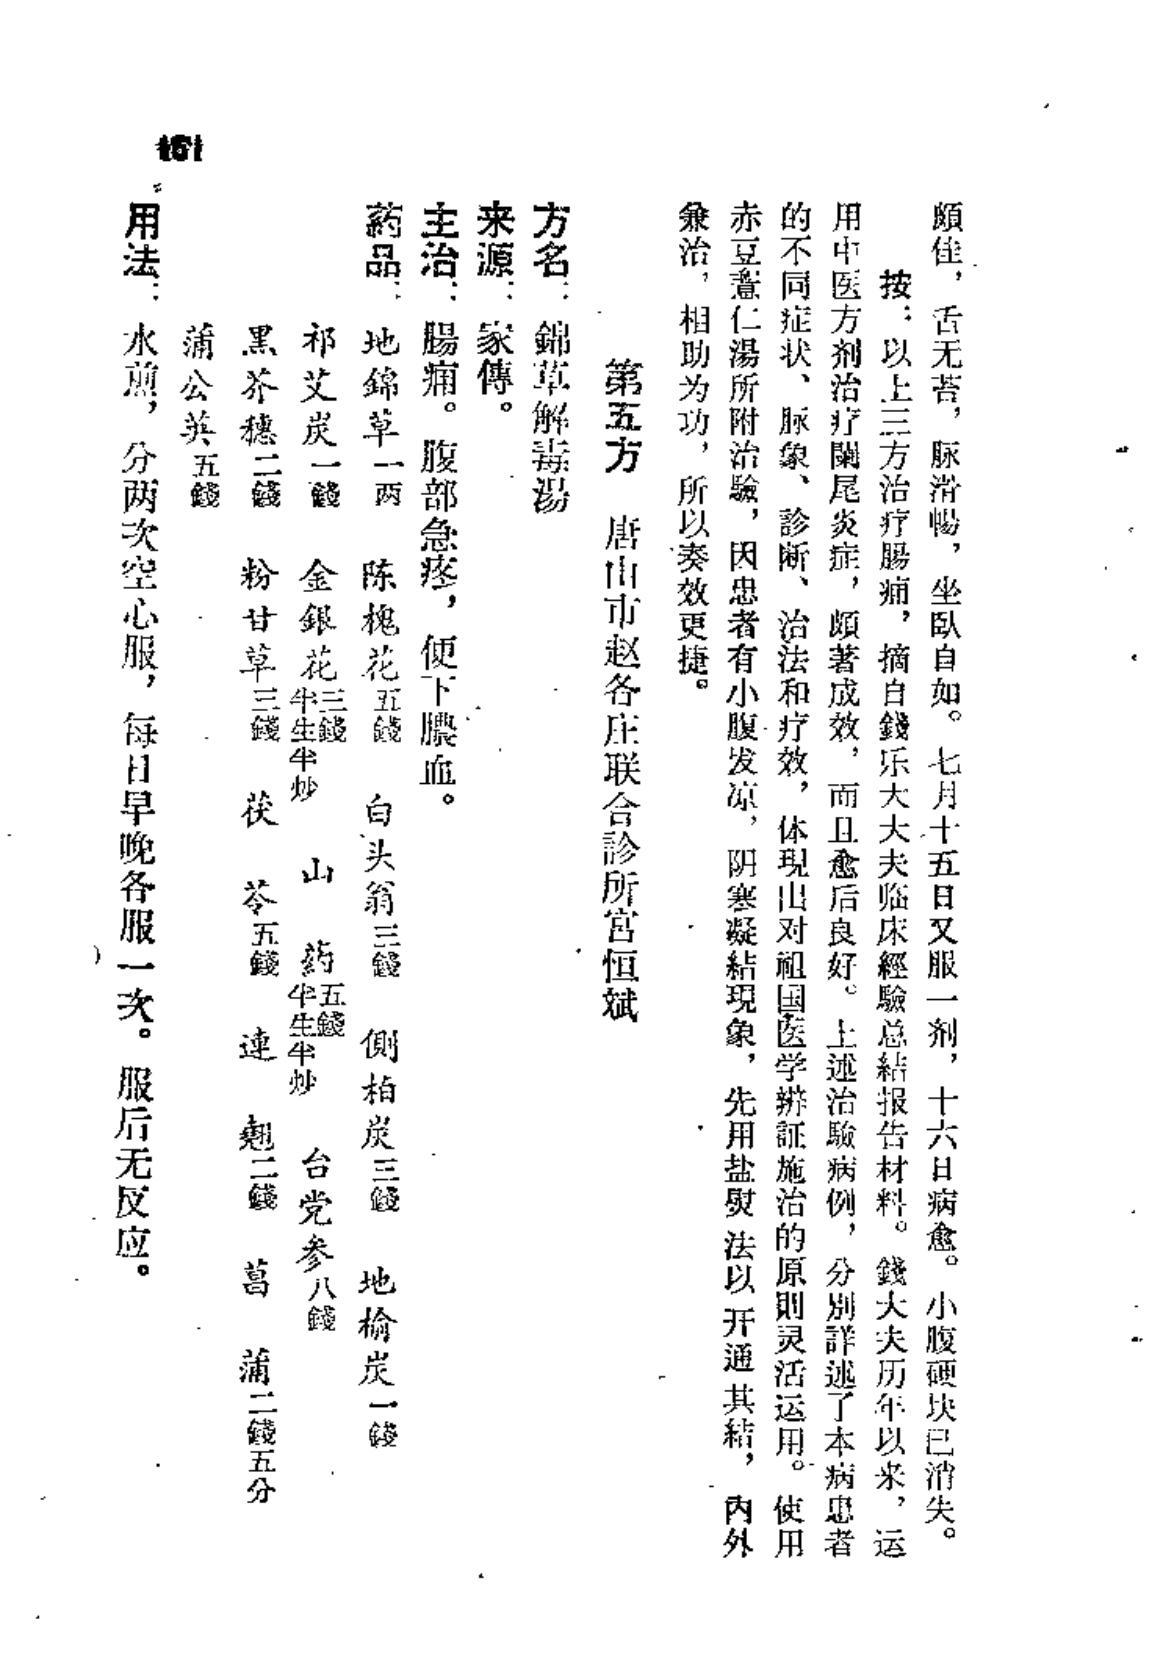 頗佳，舌无苔，脉滑暢，坐臥自如。七月十五日又服一剂，十六日病愈。小腹硬块已消失。
按：以上三方治疗腸痈，摘自錢乐天大夫临床經驗总結报告材料。錢大夫历年以来，运
用中医方剂治疗闌尾炎症，頗著成效，而且愈后良好。上述治驗病例，分別詳述了本病患者
的不同症状、脉象、診断、治法和疗效，体現出对祖国医学辨証施治的原則灵活运用。使用
赤豆薏仁湯所附治驗，因患者有小腹发凉，阴寒凝結現象，先用盐熨法以开通其結，內外
兼治，相助为功，所以奏效更捷。
第五方　唐山市赵各庄联合診所宮恒斌
方名：錦草解毒湯
来源：家傳。
主治：腸痈。腹部急疼，便下膿血。
葯品：地錦草一两　陈槐花五錢　白头翁三錢　側柏炭三錢　地榆炭一錢
祁艾炭一錢　金銀花三錢半生半炒　山葯五錢半生半炒　台党参八錢
黑芥穗二錢　粉甘草三錢　茯苓五錢　連翹二錢　菖蒲二錢五分
蒲公英五錢
用法：水煎，分两次空心服，每日早晚各服一次。服后无反应。